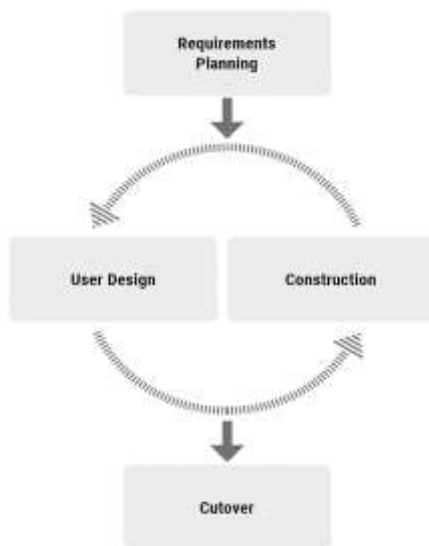 Requirements
Planning
User Design
Construction
Cutover